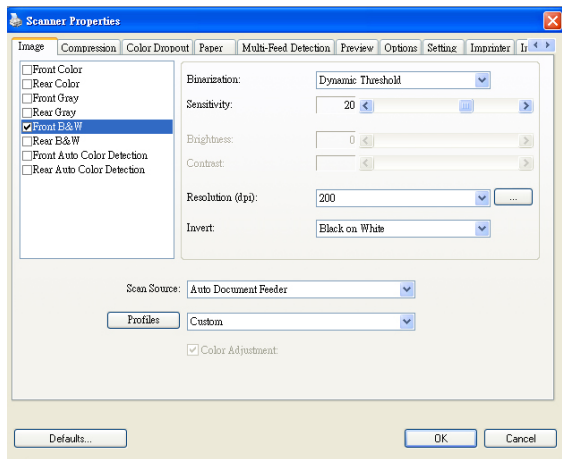 Scanner Properties
Image Compression Color Dropout Paper Multi-Feed Detection Preview Options Setting Imprinter
Front Color
Rear Color
Front Gray
Rear Gray
Front B&W
Rear B&W
Front Auto Color Detection
Rear Auto Color Detection
Binarization: Dynamic Threshold
Sensitivity: 20
Brightness: 0
Contrast:
Resolution (dpi): 200 ...
Invert: Black on White
Scan Source: Auto Document Feeder
Profiles Custom
Color Adjustment:
Defaults... OK Cancel